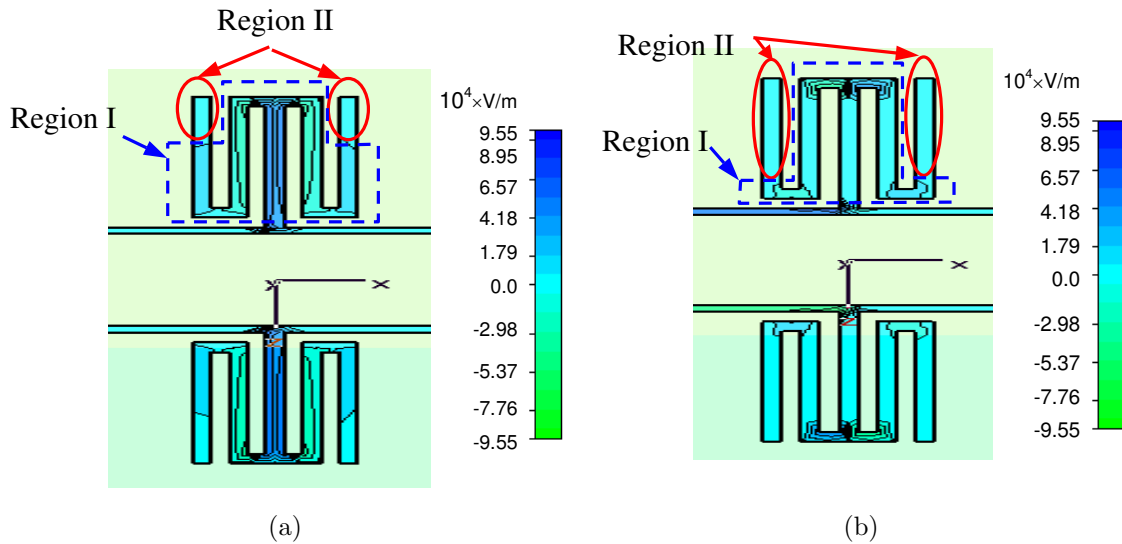 Region II
Region I
10⁴×V/m
9.55
8.95
6.57
4.18
1.79
0.0
-2.98
-5.37
-7.76
-9.55
Y
X
Z
(a)
Region II
Region I
10⁴×V/m
9.55
8.95
6.57
4.18
1.79
0.0
-2.98
-5.37
-7.76
-9.55
Y
X
Z
(b)